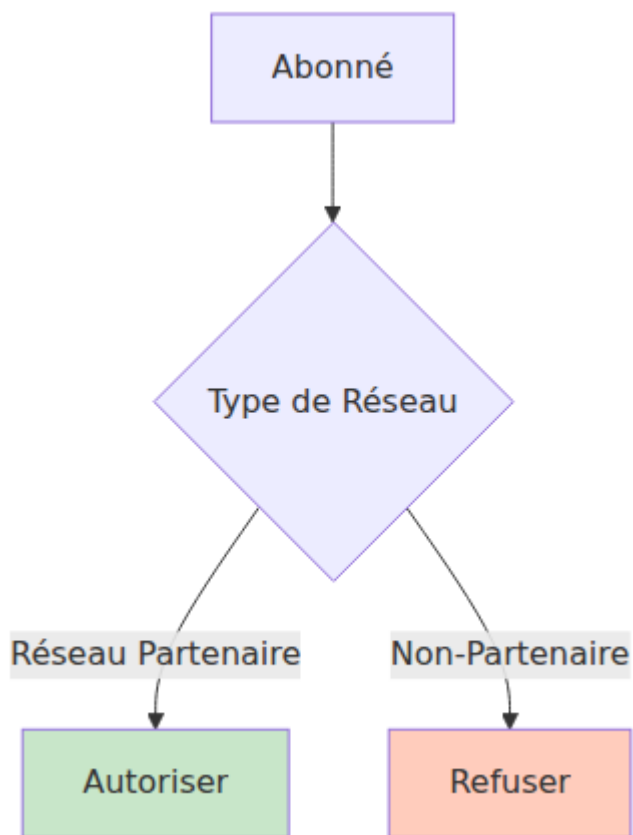 Abonné
Type de Réseau
Réseau Partenaire
Non-Partenaire
Autoriser
Refuser